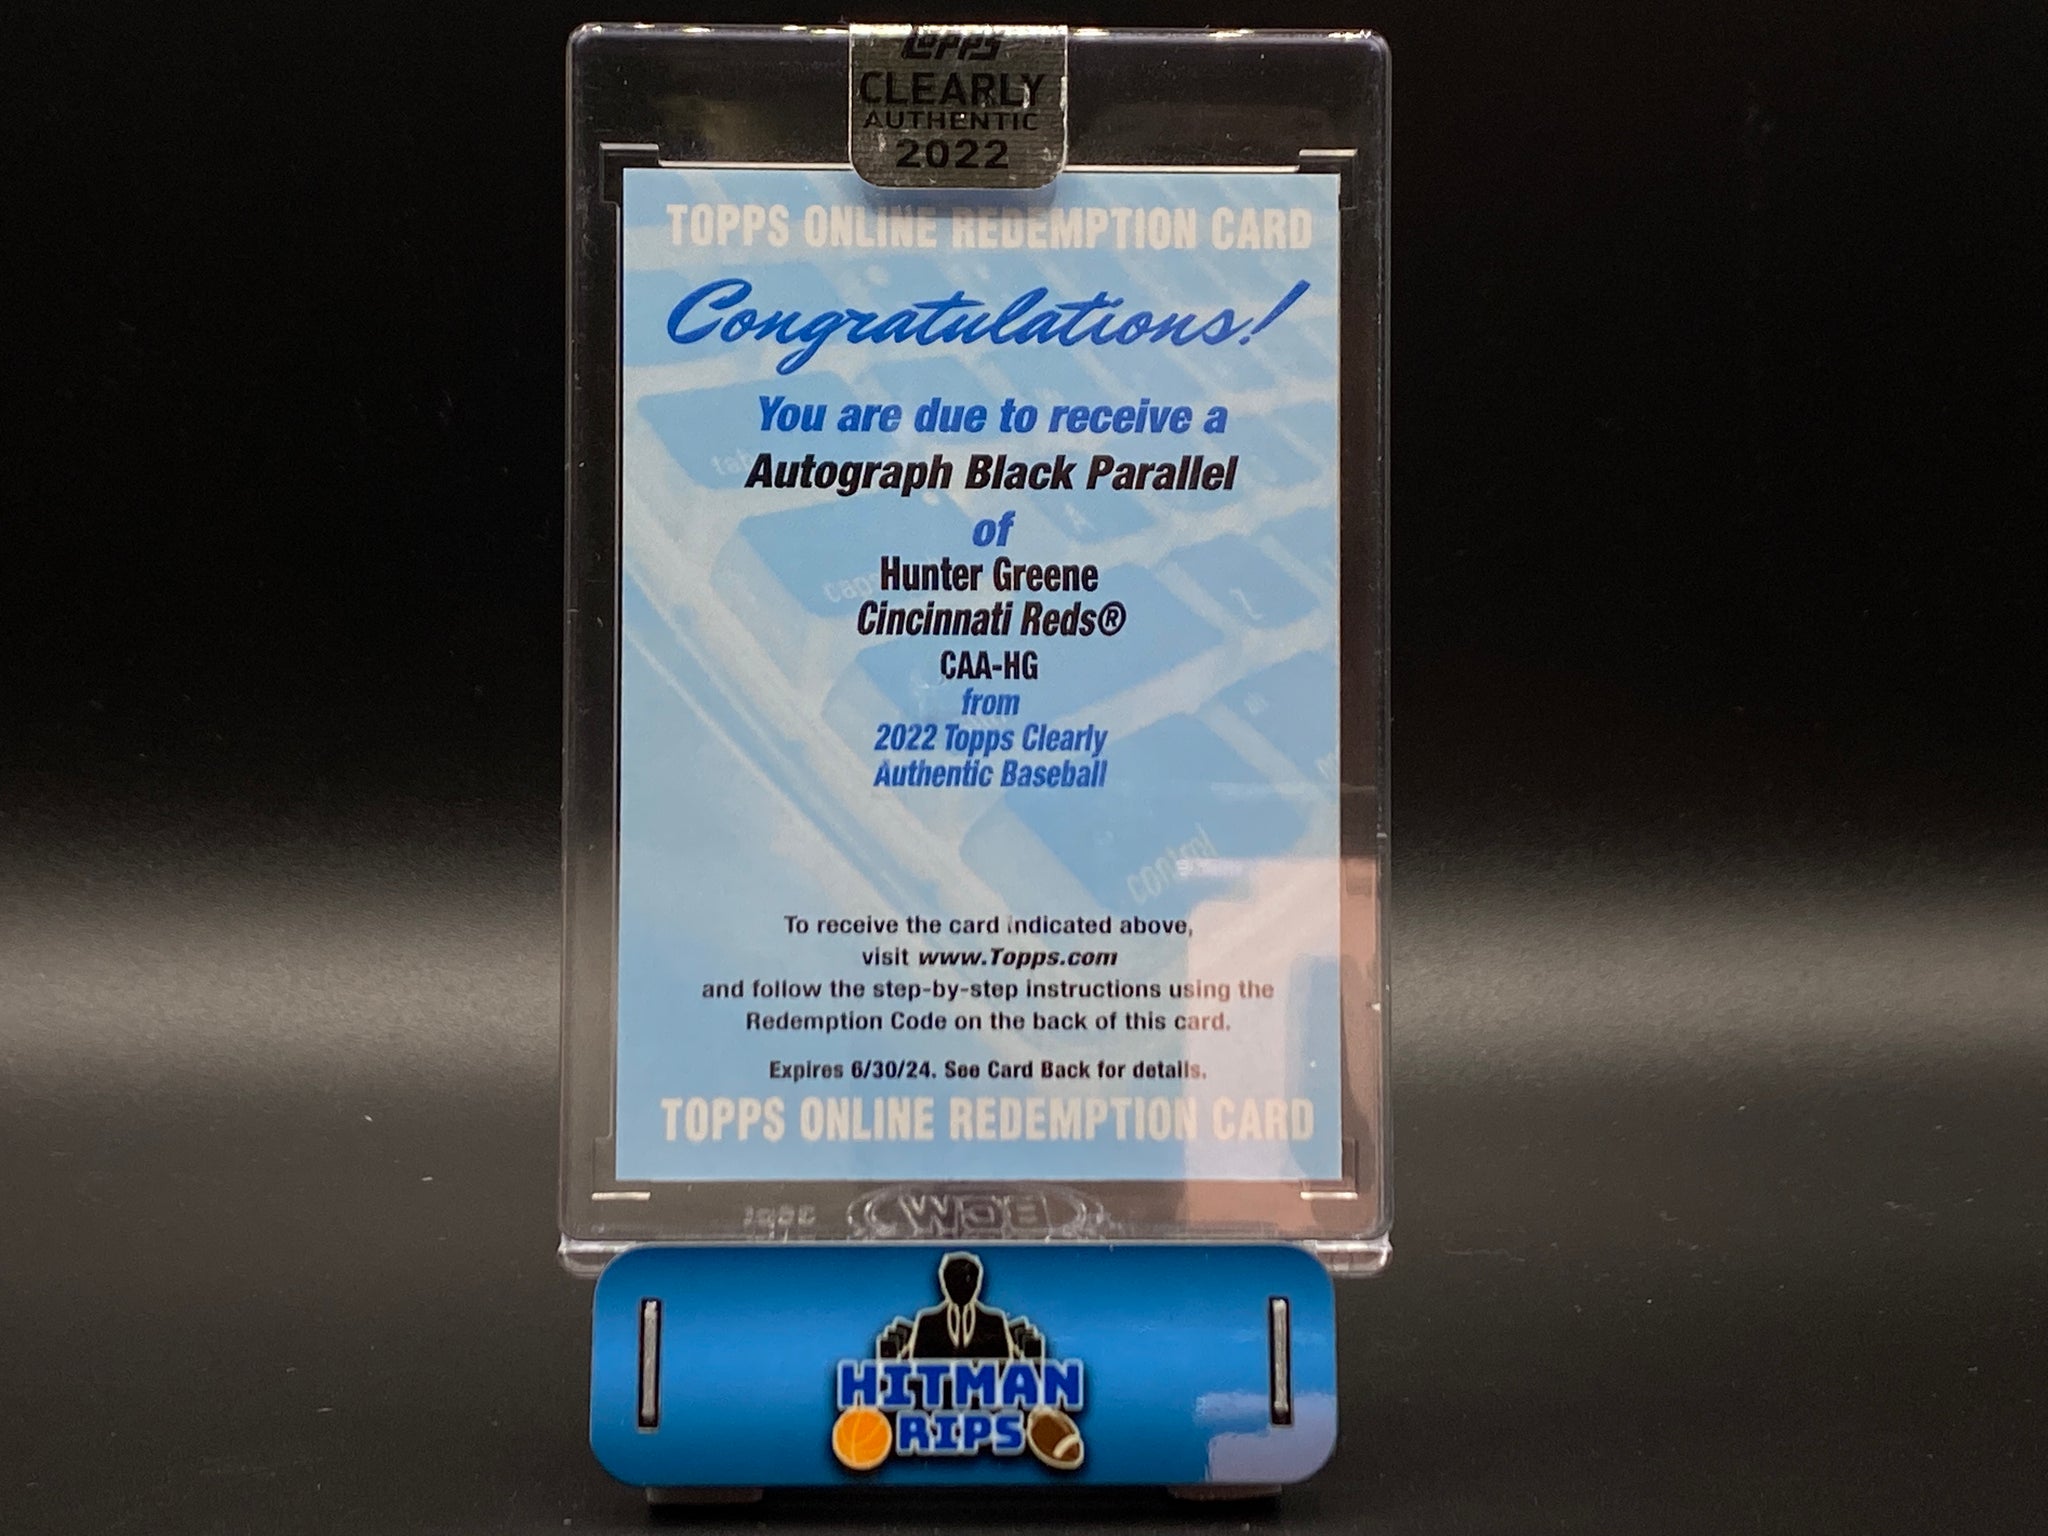 Topps
CLEARLY
AUTHENTIC
2022
TOPPS ONLINE REDEMPTION CARD
Congratulations!
You are due to receive a
Autograph Black Parallel
of
Hunter Greene
Cincinnati Reds®
CAA-HG
from
2022 Topps Clearly
Authentic Baseball
control
To receive the card indicated above,
visit www.Topps.com
and follow the step-by-step instructions using the
Redemption Code on the back of this card.
Expires 6/30/24. See Card Back for details.
TOPPS ONLINE REDEMPTION CARD
BCW
HITMAN
RIPS